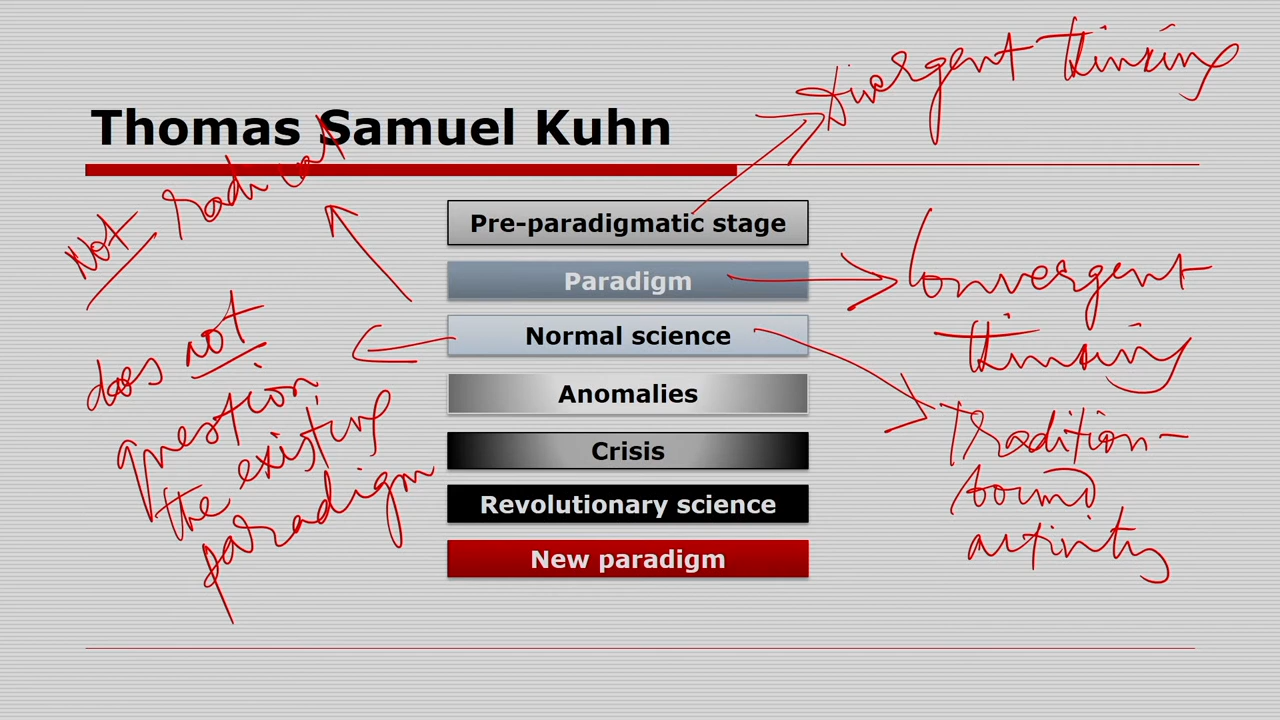 Divergent thinking
Thomas Samuel Kuhn
Not radical
Pre-paradigmatic stage
Paradigm
Convergent
thinking
Normal science
does not
question
the existing
paradigm
Tradition-
bound
activity
Anomalies
Crisis
Revolutionary science
New paradigm